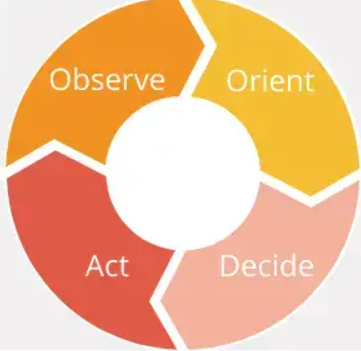 Observe
Orient
Decide
Act